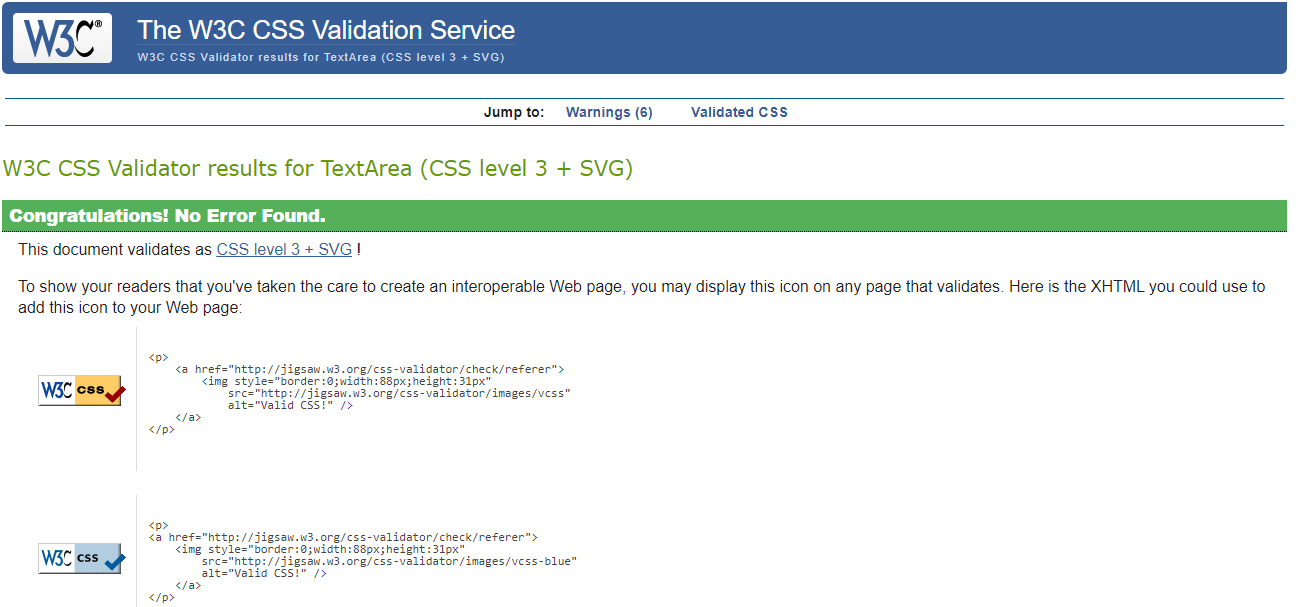 W3C®
The W3C CSS Validation Service
W3C CSS Validator results for TextArea (CSS level 3 + SVG)
Jump to: Warnings (6) Validated CSS
W3C CSS Validator results for TextArea (CSS level 3 + SVG)
Congratulations! No Error Found.
This document validates as CSS level 3 + SVG !
To show your readers that you've taken the care to create an interoperable Web page, you may display this icon on any page that validates. Here is the XHTML you could use to
add this icon to your Web page:
W3C css
<p>
    <a href="http://jigsaw.w3.org/css-validator/check/referer">
        <img style="border:0;width:88px;height:31px"
            src="http://jigsaw.w3.org/css-validator/images/vcss"
            alt="Valid CSS!" />
    </a>
</p>
W3C css
<p>
<a href="http://jigsaw.w3.org/css-validator/check/referer">
    <img style="border:0;width:88px;height:31px"
        src="http://jigsaw.w3.org/css-validator/images/vcss-blue"
        alt="Valid CSS!" />
    </a>
</p>